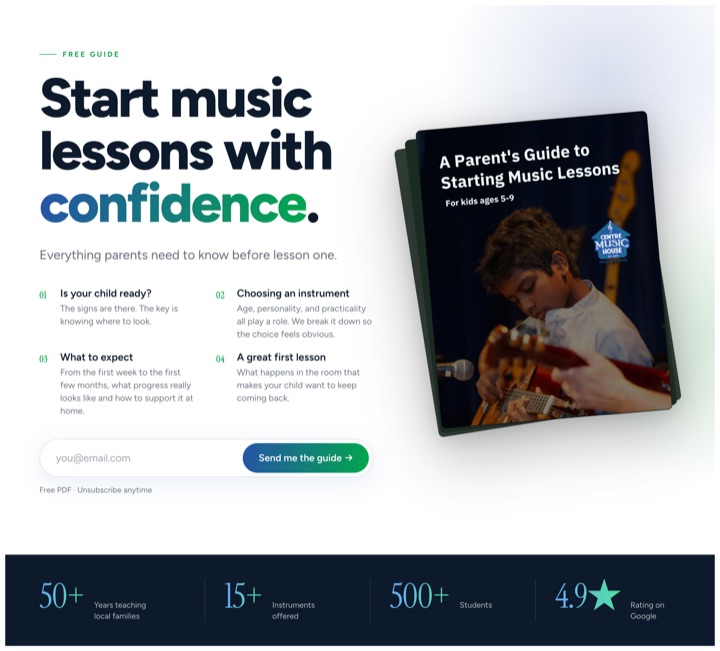 FREE GUIDE
Start music
lessons with
confidence.
Everything parents need to know before lesson one.
01 Is your child ready?
The signs are there. The key is
knowing where to look.
02 Choosing an instrument
Age, personality, and practicality
all play a role. We break it down so
the choice feels obvious.
03 What to expect
From the first week to the first
few months, what progress really
looks like and how to support it at
home.
04 A great first lesson
What happens in the room that
makes your child want to keep
coming back.
you@email.com
Send me the guide →
Free PDF · Unsubscribe anytime
A Parent's Guide to
Starting Music Lessons
For kids ages 5-9
CENTRE
MUSIC
HOUSE
50+ Years teaching
local families
15+ Instruments
offered
500+ Students
4.9★ Rating on
Google